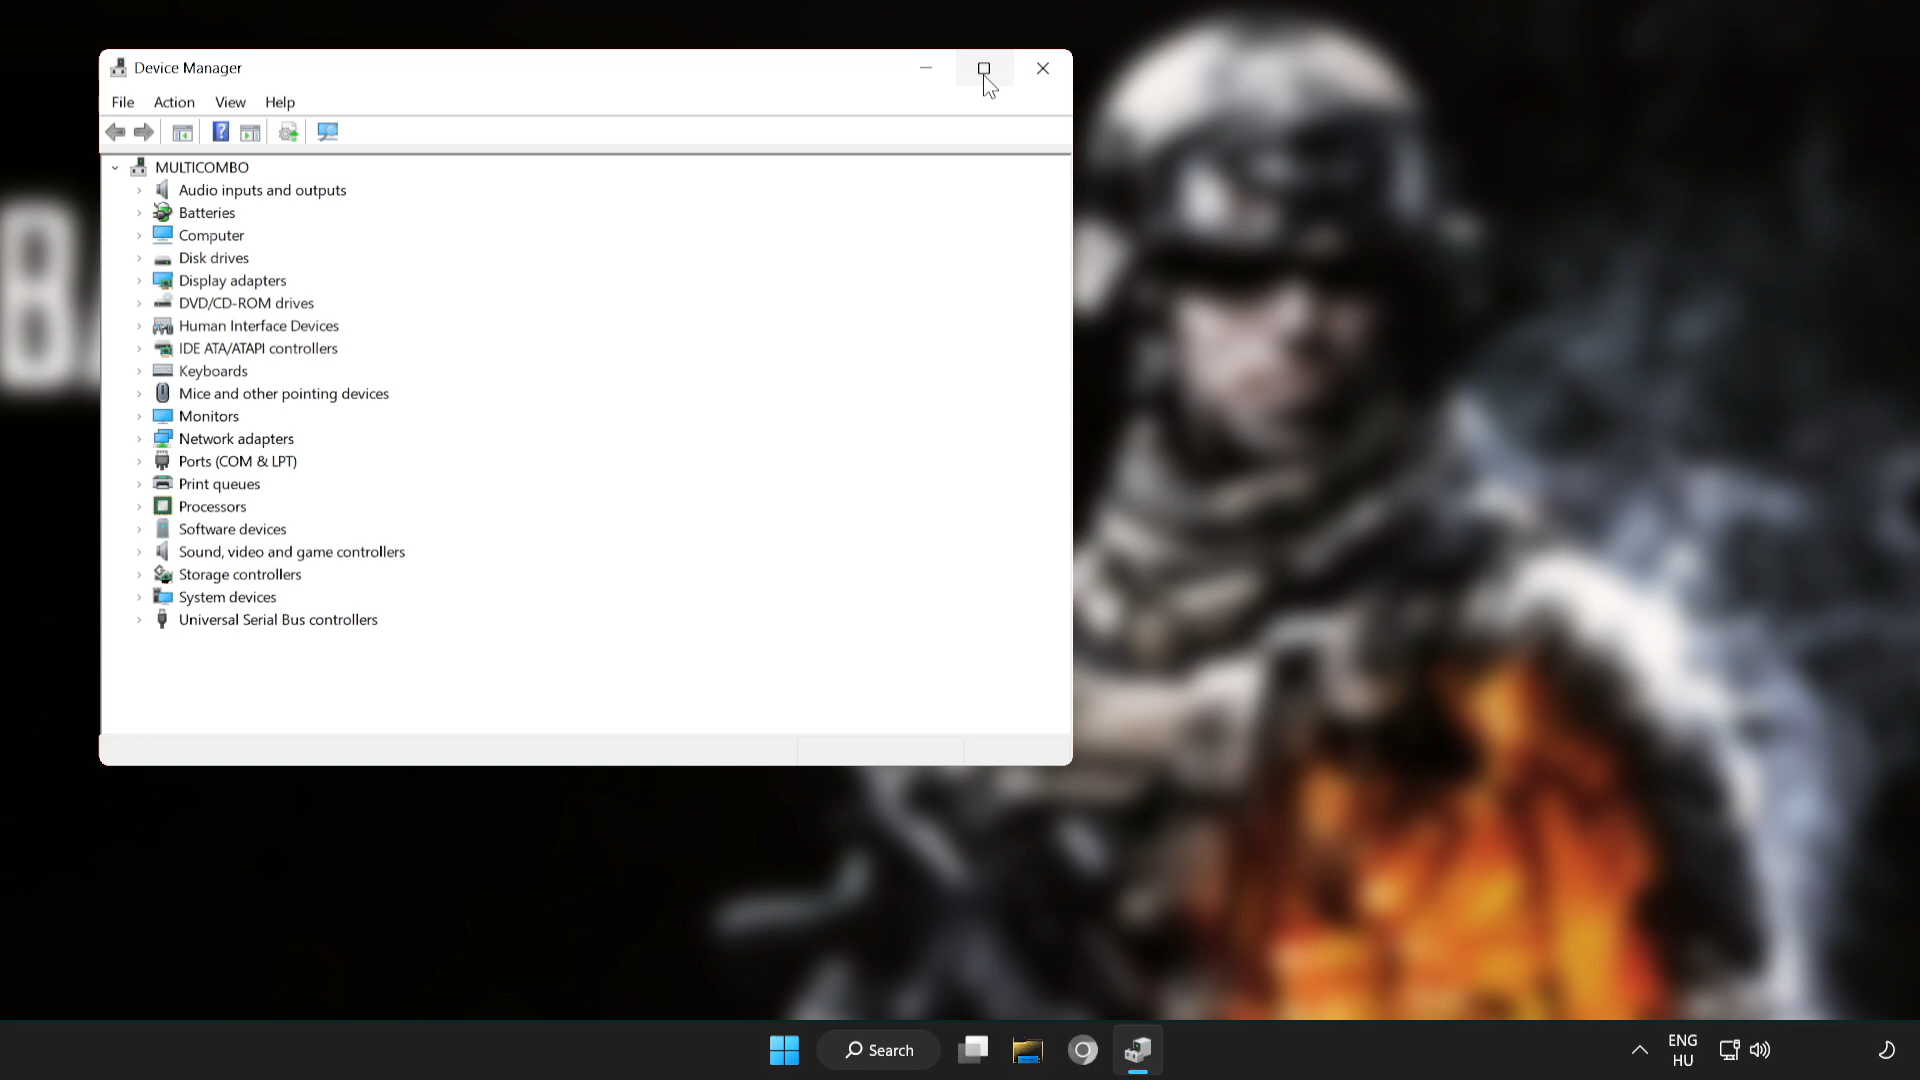 Device Manager
File Action View Help
MULTICOMBO
Audio inputs and outputs
Batteries
Computer
Disk drives
Display adapters
DVD/CD-ROM drives
Human Interface Devices
IDE ATA/ATAPI controllers
Keyboards
Mice and other pointing devices
Monitors
Network adapters
Ports (COM & LPT)
Print queues
Processors
Software devices
Sound, video and game controllers
Storage controllers
System devices
Universal Serial Bus controllers
Search
ENG
HU